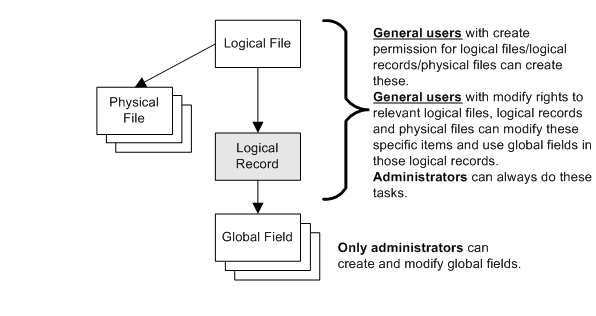 Logical File
Physical
File
Logical
Record
Global Field
General users with create
permission for logical files/logical
records/physical files can create
these.
General users with modify rights to
relevant logical files, logical records
and physical files can modify these
specific items and use global fields in
those logical records.
Administrators can always do these
tasks.
Only administrators can
create and modify global fields.